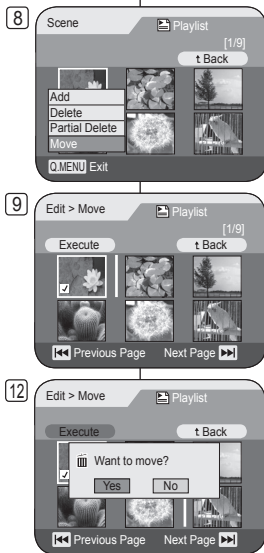 8
Scene
Playlist
[1/9]
t Back
Add
Delete
Partial Delete
Move
Q.MENU Exit
9
Edit > Move
Playlist
[1/9]
Execute
t Back
Previous Page Next Page
12
Edit > Move
Playlist
Execute
t Back
Want to move?
Yes No
Previous Page Next Page